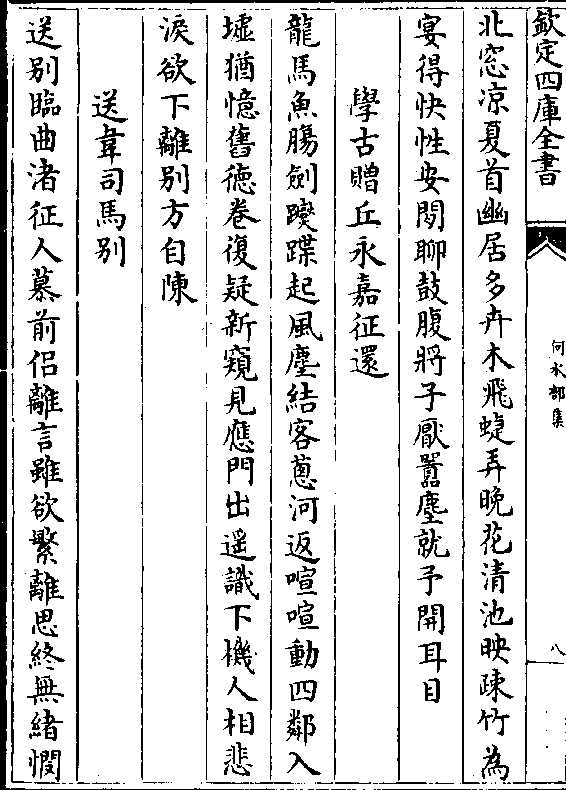 欽定四庫全書
何水部集
八
北窓凉夏首幽居多卉木飛蜨弄晚花清池映疎竹為
宴得快性安閒聊鼓腹將子厭囂塵就予開耳目
學古贈丘永嘉征還
龍馬魚腸劍躞蹀起風塵結客蔥河返喧喧動四鄰入
墟猶憶舊德卷復疑新窺見應門出遥識下機人相悲
淚欲下離別方自陳
送韋司馬别
送别臨曲渚征人慕前侣離言雖欲繁離思終無緒憫